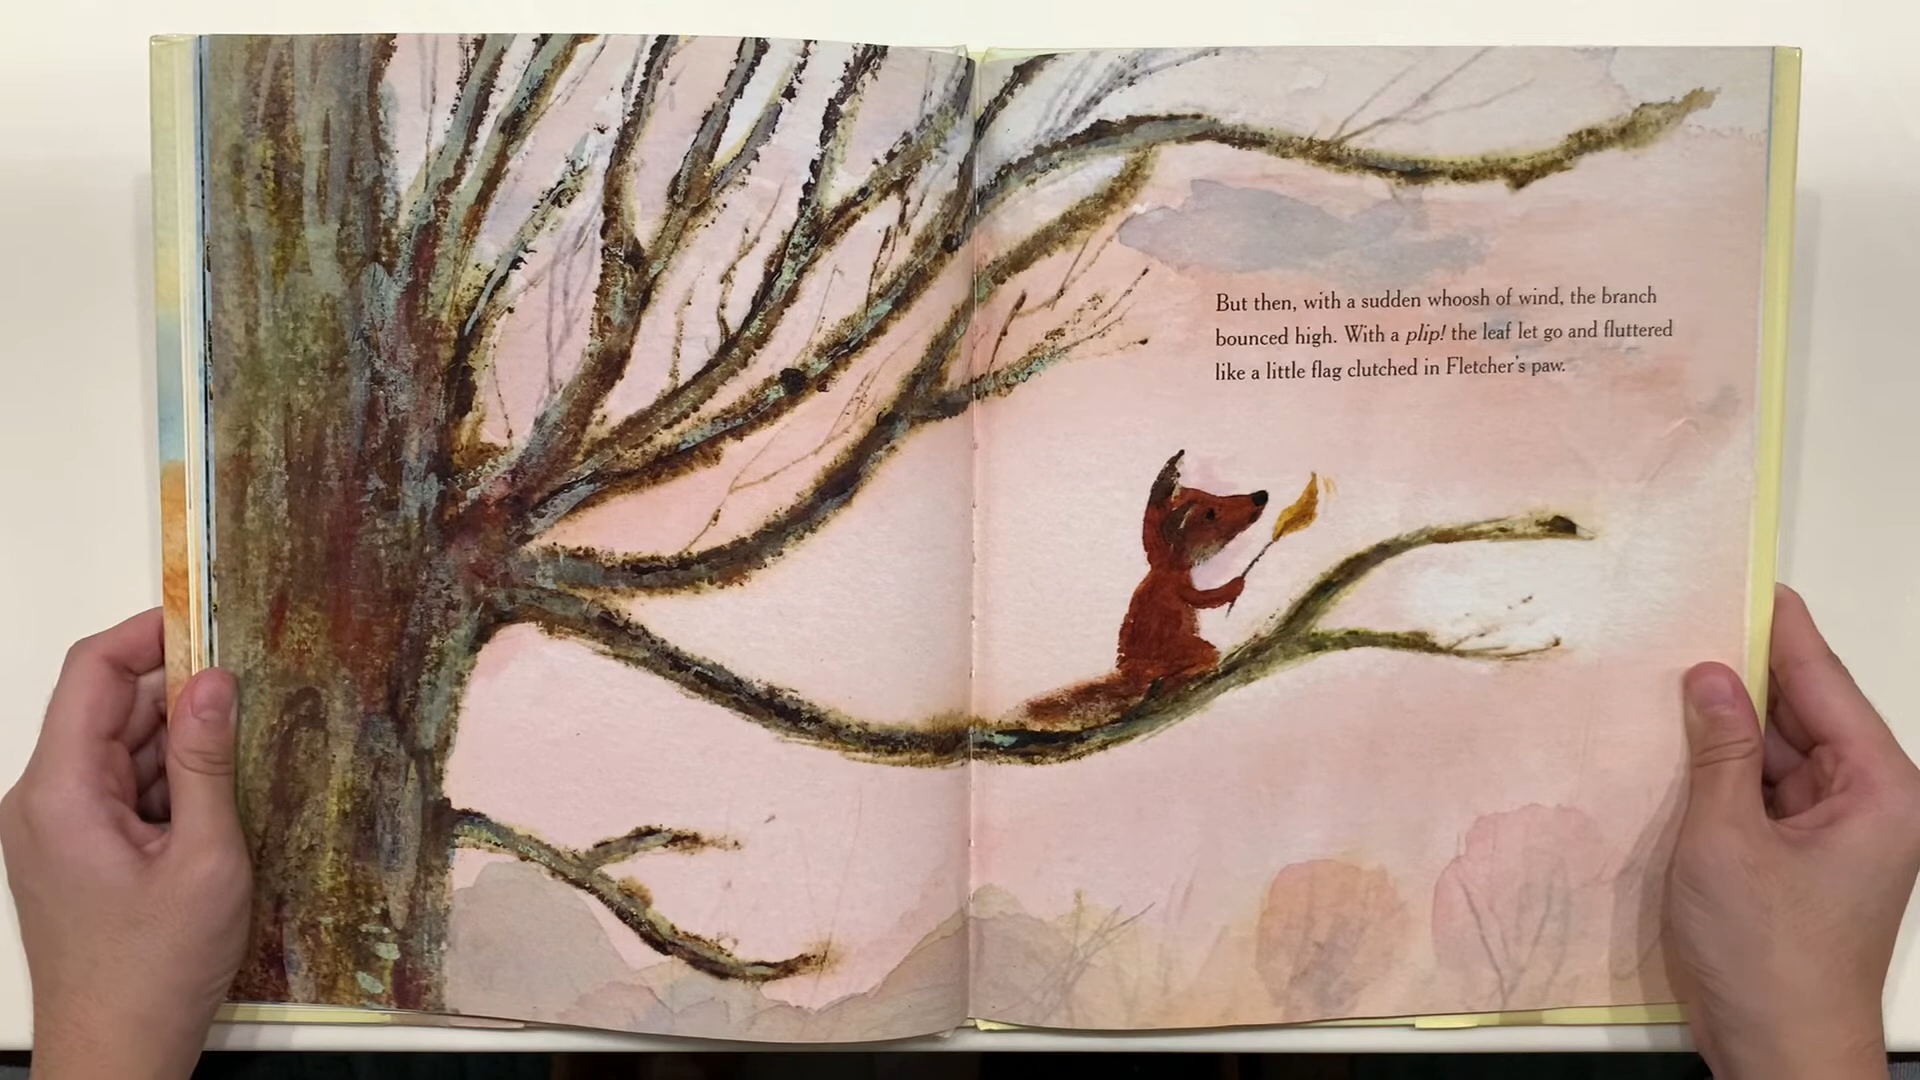 But then, with a sudden whoosh of wind, the branch
bounced high. With a plip! the leaf let go and fluttered
like a little flag clutched in Fletcher's paw.